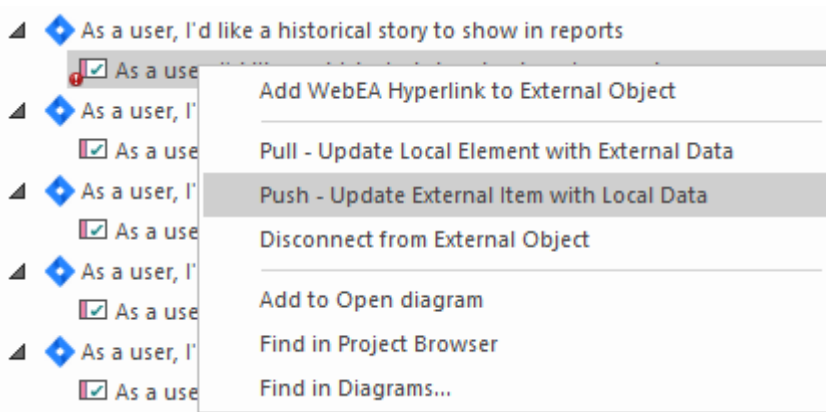 As a user, I'd like a historical story to show in reports
As a use
Add WebEA Hyperlink to External Object
As a user, I'
As a use
Pull - Update Local Element with External Data
As a user, I'
Push - Update External Item with Local Data
As a use
Disconnect from External Object
As a user, I'
As a use
Add to Open diagram
As a user, I'
Find in Project Browser
As a use
Find in Diagrams...